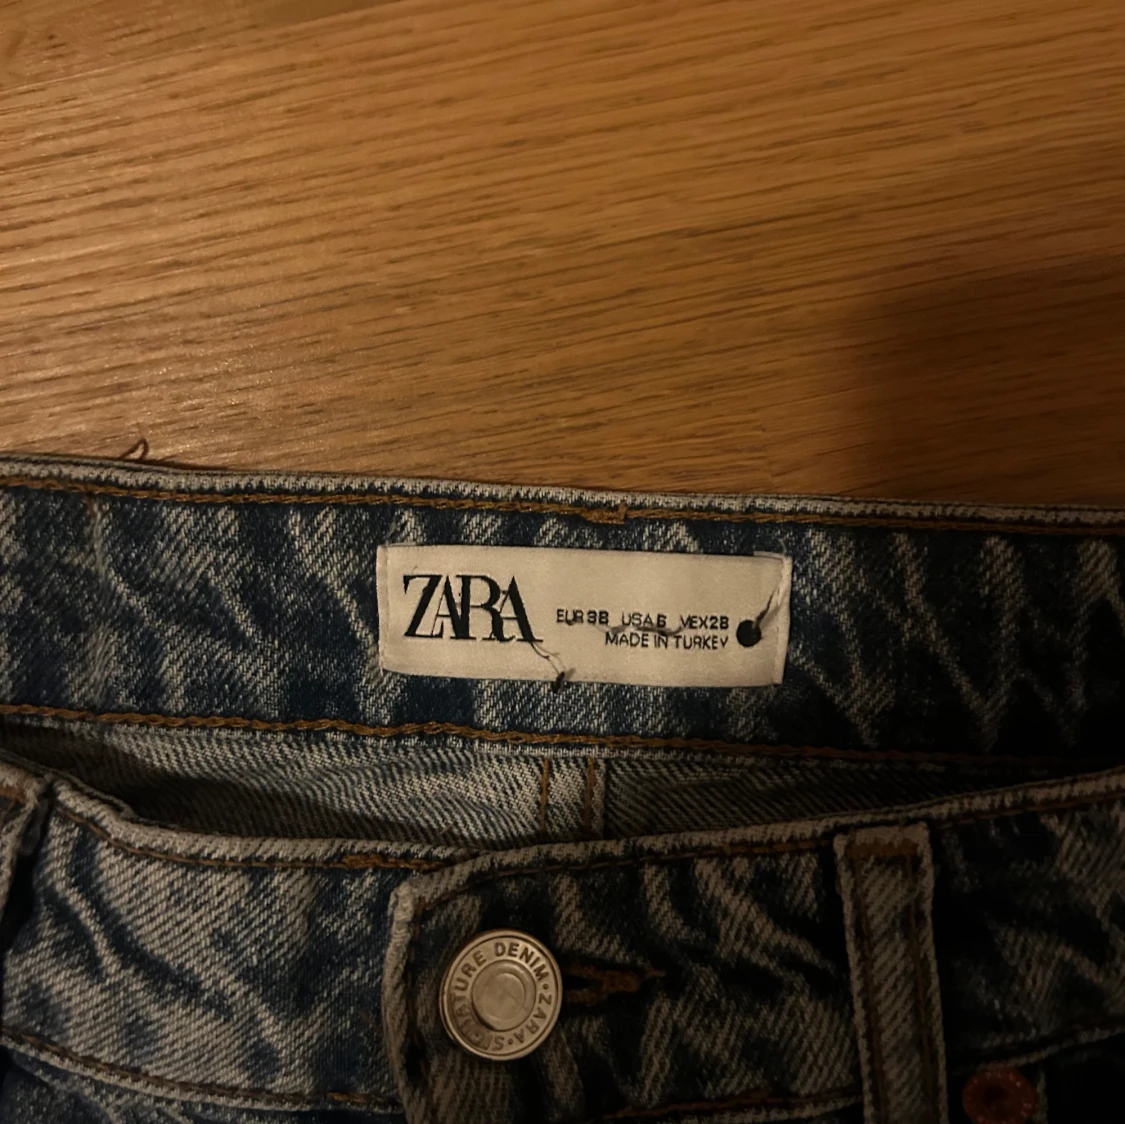 ZARA
EUR 38 USA 6 MEX 28
MADE IN TURKEY
SIGNATURE DENIM • ZARA •